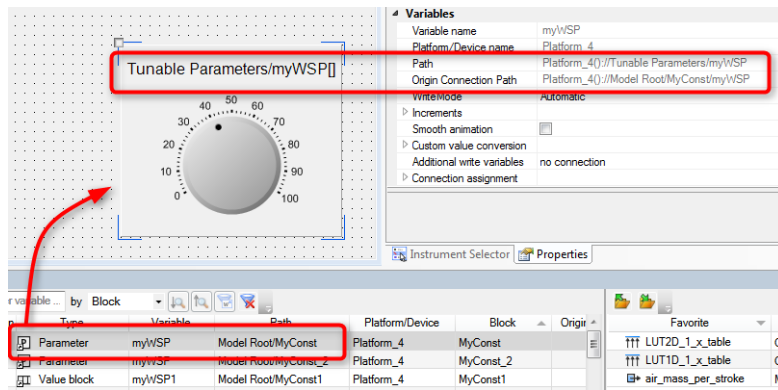 Tunable Parameters/myWSP[]
0
10
20
30
40
50
60
70
80
90
100
Variables
Variable name myWSP
Platform/Device name Platform_4
Path Platform_4()://Tunable Parameters/myWSP
Origin Connection Path Platform_4()://Model Root/MyConst/myWSP
WriteMode Automatic
Increments
Smooth animation
Custom value conversion
Additional write variables no connection
Connection assignment
Instrument Selector Properties
variable ... by Block
Type Variable Path Platform/Device Block Origi
Parameter myWSP Model Root/MyConst Platform_4 MyConst
Parameter myWSP Model Root/MyConst_2 Platform_4 MyConst_2
Value block myWSP1 Model Root/MyConst1 Platform_4 MyConst1
Favorite
LUT2D_1_x_table
LUT1D_1_x_table
air_mass_per_stroke